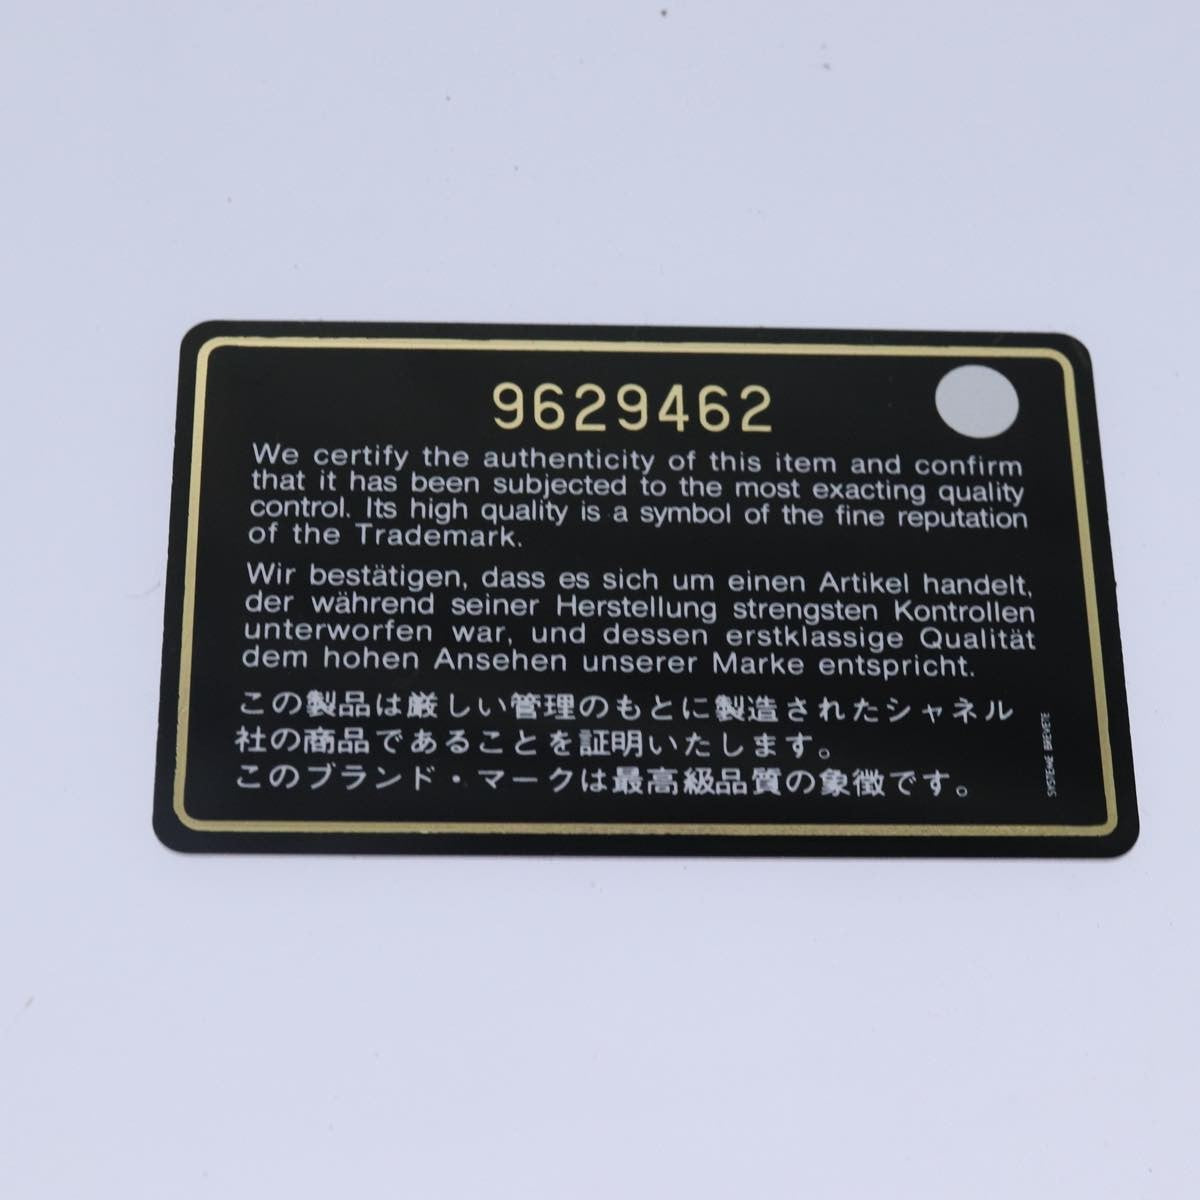 9629462
We certify the authenticity of this item and confirm
that it has been subjected to the most exacting quality
control. Its high quality is a symbol of the fine reputation
of the Trademark.
Wir bestätigen, dass es sich um einen Artikel handelt,
der während seiner Herstellung strengsten Kontrollen
unterworfen war, und dessen erstklassige Qualität
dem hohen Ansehen unserer Marke entspricht.
この製品は厳しい管理のもとに製造されたシャネル
社の商品であることを証明いたします。
このブランド・マークは最高級品質の象徴です。
SYSTEME BREVETE